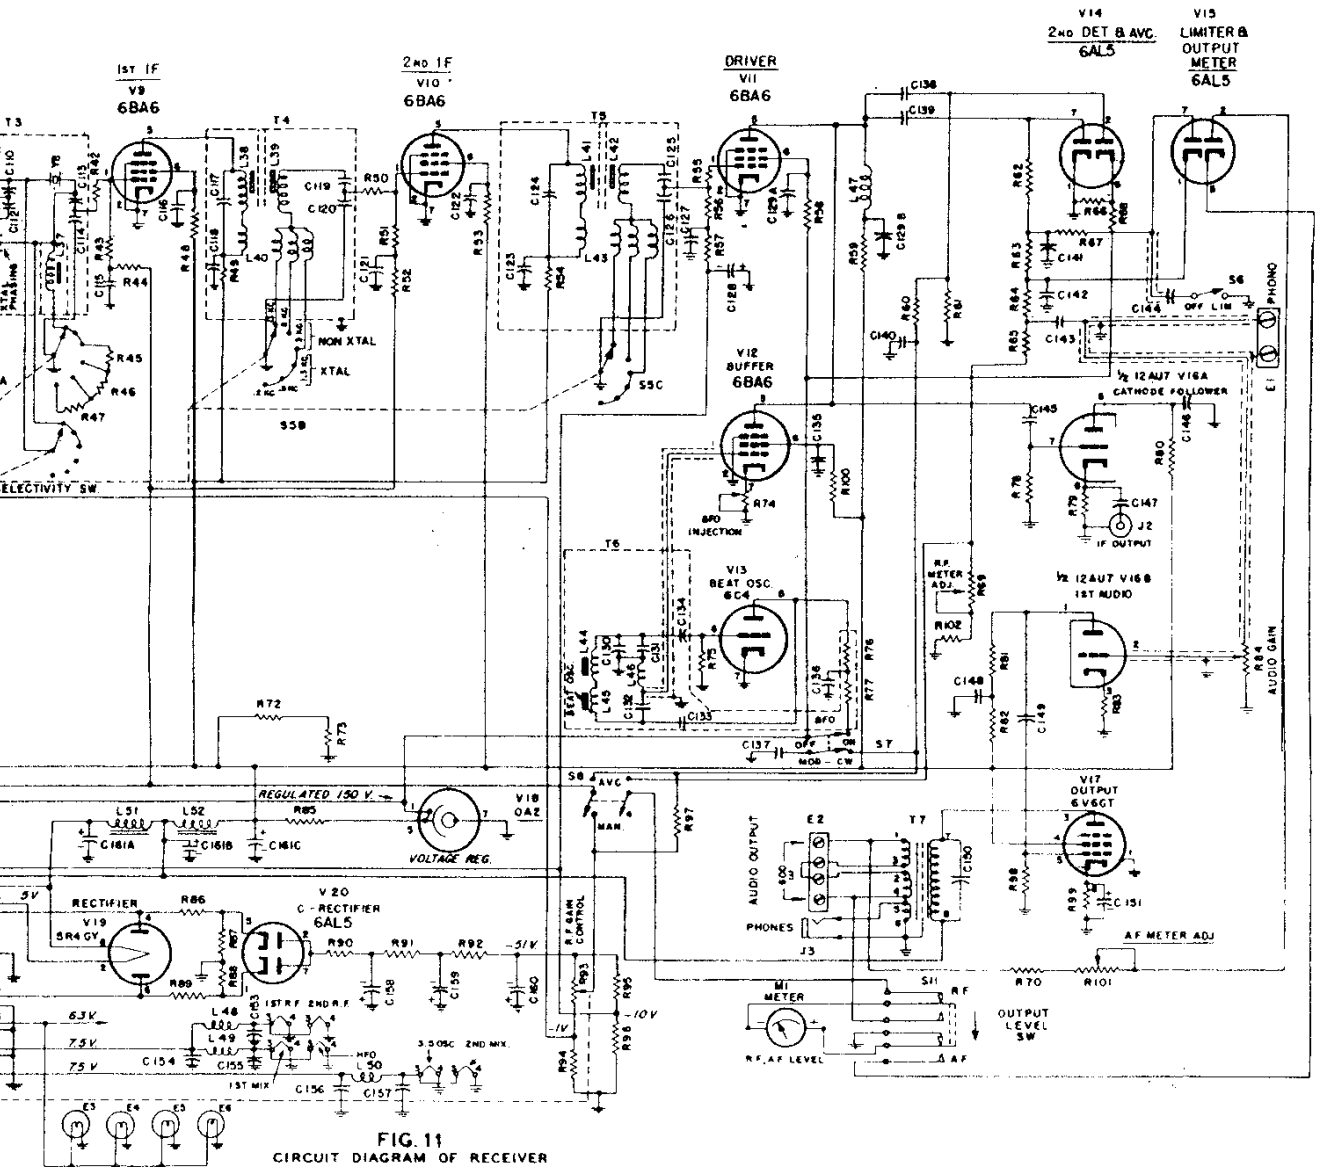 V14
2ND DET & AVC.
6AL5
V15
LIMITER &
OUTPUT
METER
6AL5
1ST IF
V9
6BA6
2ND IF
V10
6BA6
DRIVER
V11
6BA6
T3
T4
T5
C110
C112
Y8
C113
C114
R42
R43
L37
XTAL
PHASING
C115
R44
C116
R48
C117
C118
L38
L39
L40
R49
C119
C120
R50
R51
C121
R52
C122
R53
C124
C123
R54
L41
L42
L43
C125
C126
C127
R55
R56
R57
C128
C129A
R58
L47
C129B
R59
C138
C139
R60
R61
C140
R62
R63
R64
R65
R66
R68
R67
C141
C142
C143
C144
S6
OFF LIM
PHONO
E1
R45
R46
R47
3 KC
NON XTAL
XTAL
.2 KC
S5B
S5C
SELECTIVITY SW.
V12
BUFFER
6BA6
C135
R100
R74
BFO
INJECTION
C145
R78
1/2 12AU7 V16A
CATHODE FOLLOWER
C146
R80
R79
C147
J2
IF OUTPUT
T6
V13
BEAT OSC.
6C4
C134
R75
L44
C130
C131
L46
L45
C132
C133
BEAT OSC
C136
R76
R77
BFO
OFF
ON
MOD-CW
S7
C137
R.F.
METER
ADJ.
R69
R102
1/2 12AU7 V16B
1ST AUDIO
R81
C148
R82
C149
R83
R84
AUDIO GAIN
R72
R73
REGULATED 150 V.
R85
L51
L52
C161A
C161B
C161C
V18
OA2
VOLTAGE REG.
S8
AVC
MAN.
R97
AUDIO OUTPUT
E2
600
T7
C150
PHONES
J3
V17
OUTPUT
6V6GT
R98
R99
C151
AF METER ADJ
R70
R101
5V
RECTIFIER
V19
5R4GY
R86
R87
R88
R89
V20
C-RECTIFIER
6AL5
R90
R91
R92
C158
C159
C160
-51V
R.F. GAIN
CONTROL
R93
R95
-1V
-10V
R94
R96
M1
METER
R.F., AF LEVEL
S11
RF
AF
OUTPUT
LEVEL
SW
6.3V
7.5V
75 V
C153
L48
L49
C154
C155
1ST R.F.
2ND R.F.
1ST MIX
HFO
L50
C156
C157
3.5 OSC
2ND MIX.
E3
E4
E5
E6
FIG. 11
CIRCUIT DIAGRAM OF RECEIVER